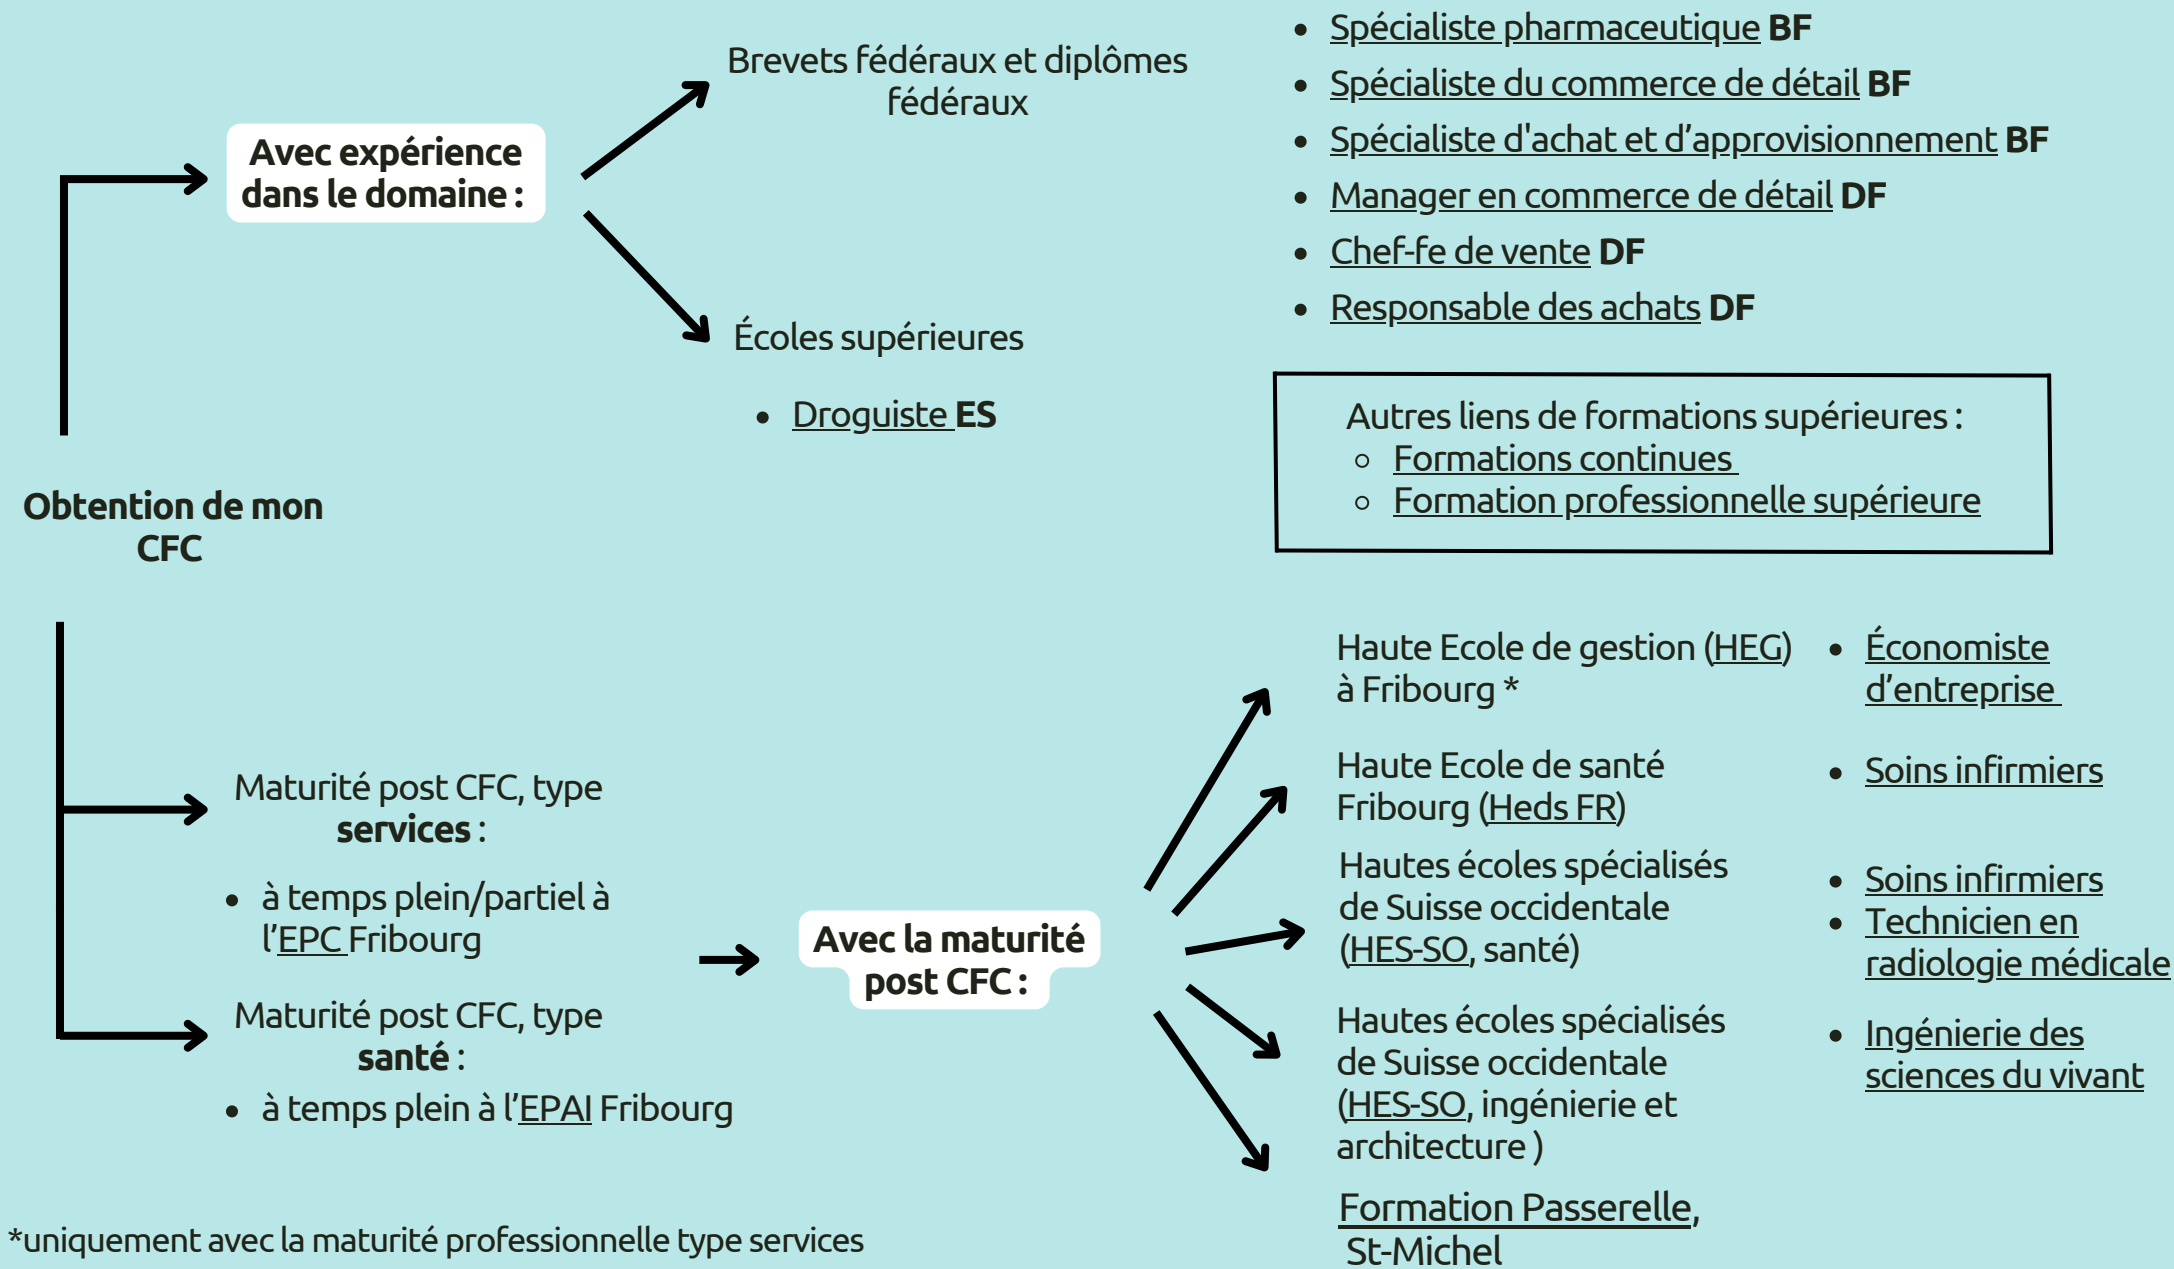 Brevets fédéraux et diplômes
fédéraux
• Spécialiste pharmaceutique BF
• Spécialiste du commerce de détail BF
• Spécialiste d'achat et d’approvisionnement BF
• Manager en commerce de détail DF
• Chef-fe de vente DF
• Responsable des achats DF
Avec expérience
dans le domaine :
Écoles supérieures
• Droguiste ES
Autres liens de formations supérieures :
○ Formations continues
○ Formation professionnelle supérieure
Obtention de mon
CFC
Maturité post CFC, type
services :
• à temps plein/partiel à
l’EPC Fribourg
Maturité post CFC, type
santé :
• à temps plein à l’EPAI Fribourg
Avec la maturité
post CFC :
Haute Ecole de gestion (HEG)
à Fribourg *
• Économiste
d’entreprise
Haute Ecole de santé
Fribourg (Heds FR)
• Soins infirmiers
Hautes écoles spécialisés
de Suisse occidentale
(HES-SO, santé)
• Soins infirmiers
• Technicien en
radiologie médicale
Hautes écoles spécialisés
de Suisse occidentale
(HES-SO, ingénierie et
architecture )
• Ingénierie des
sciences du vivant
Formation Passerelle,
St-Michel
*uniquement avec la maturité professionnelle type services